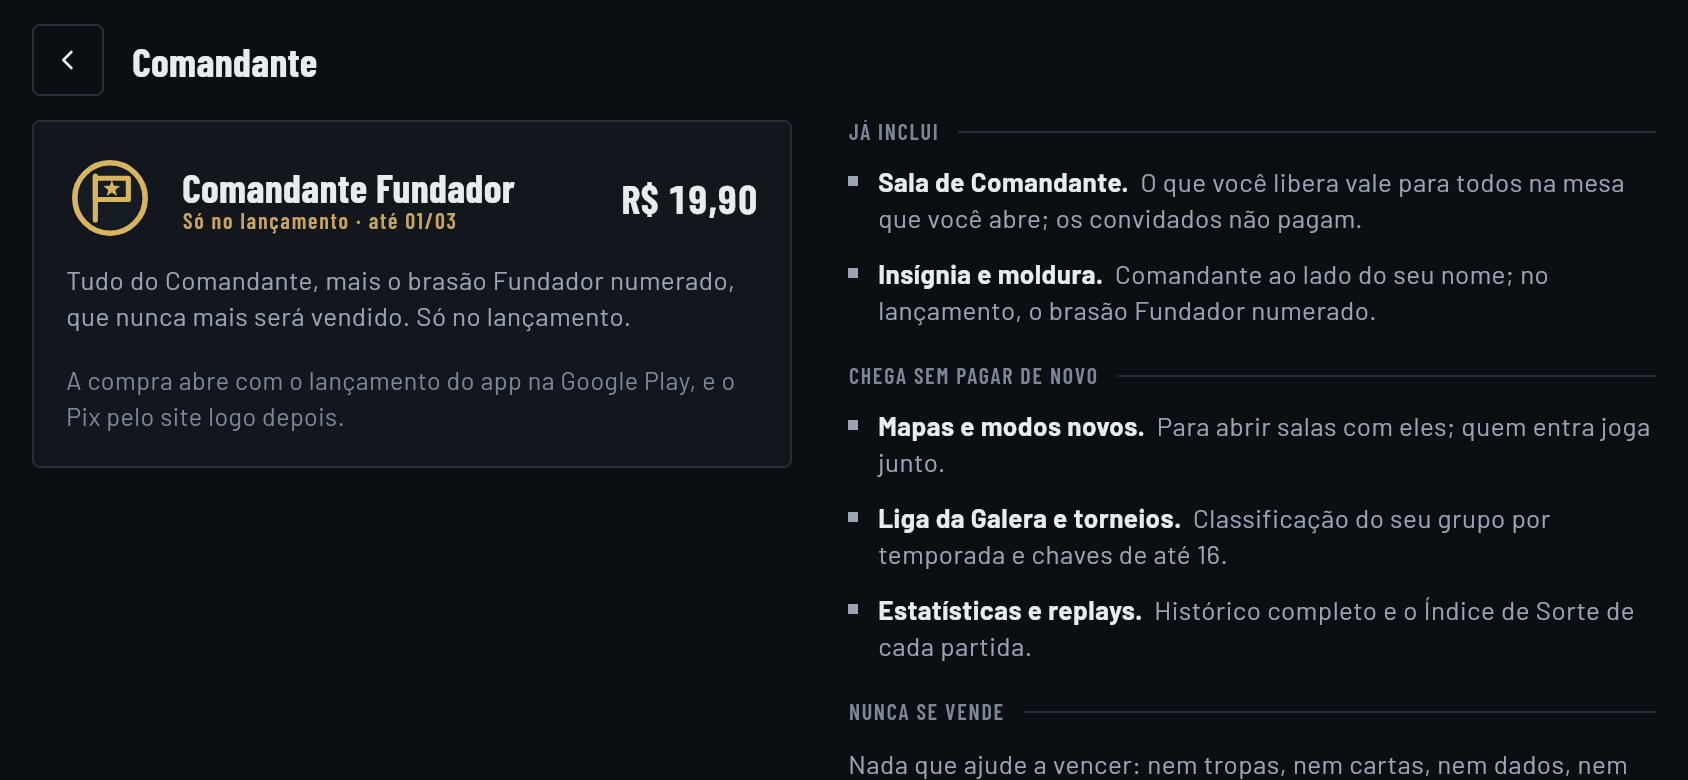 Comandante
Comandante Fundador
Só no lançamento · até 01/03
R$ 19,90
Tudo do Comandante, mais o brasão Fundador numerado,
que nunca mais será vendido. Só no lançamento.
A compra abre com o lançamento do app na Google Play, e o
Pix pelo site logo depois.
JÁ INCLUI
Sala de Comandante. O que você libera vale para todos na mesa
que você abre; os convidados não pagam.
Insígnia e moldura. Comandante ao lado do seu nome; no
lançamento, o brasão Fundador numerado.
CHEGA SEM PAGAR DE NOVO
Mapas e modos novos. Para abrir salas com eles; quem entra joga
junto.
Liga da Galera e torneios. Classificação do seu grupo por
temporada e chaves de até 16.
Estatísticas e replays. Histórico completo e o Índice de Sorte de
cada partida.
NUNCA SE VENDE
Nada que ajude a vencer: nem tropas, nem cartas, nem dados, nem